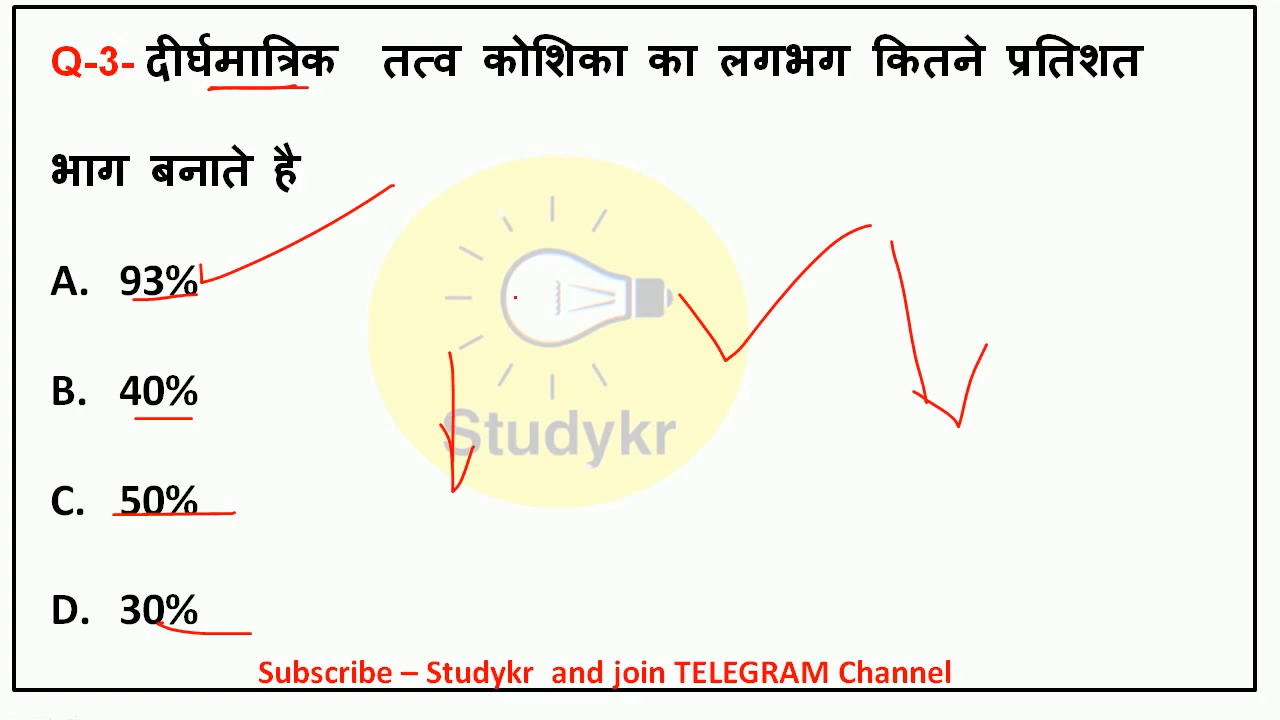 Q-3- दीर्घमात्रिक तत्व कोशिका का लगभग कितने प्रतिशत
भाग बनाते है
A. 93%
B. 40%
C. 50%
D. 30%
Studykr
Subscribe – Studykr and join TELEGRAM Channel